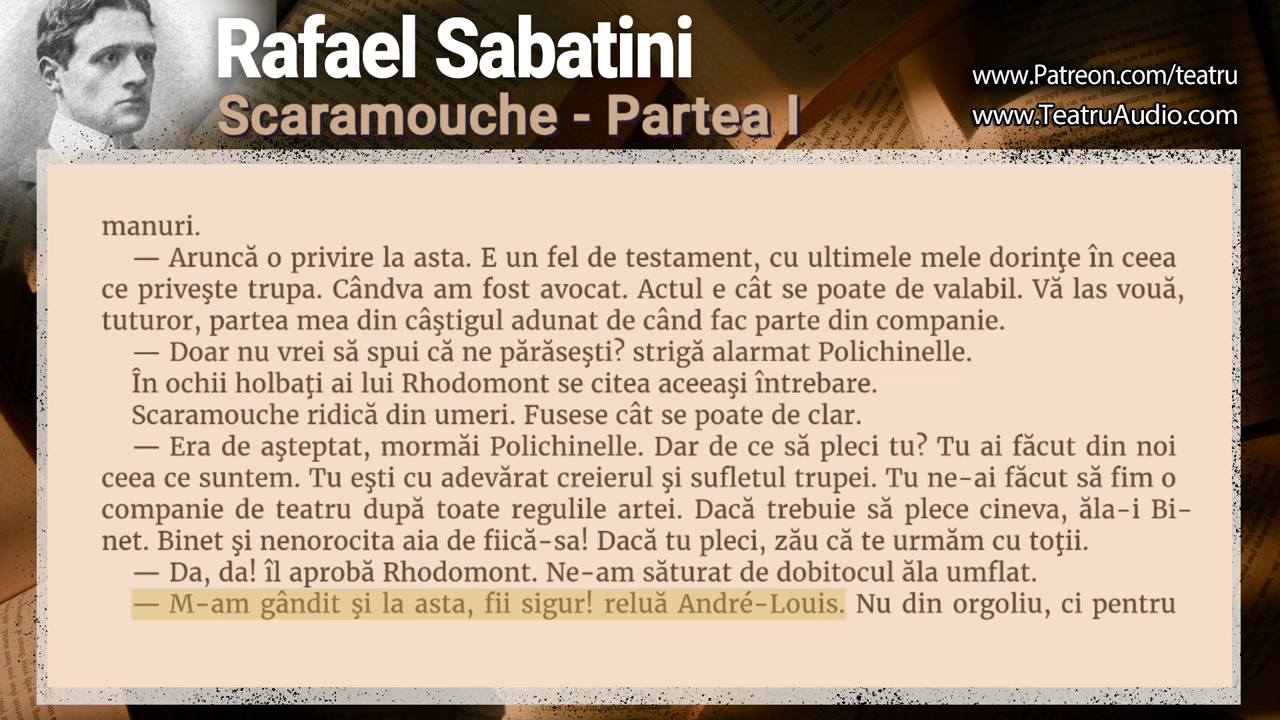 Rafael Sabatini
Scaramouche - Partea I
www.Patreon.com/teatru
www.TeatruAudio.com
manuri.
— Aruncă o privire la asta. E un fel de testament, cu ultimele mele dorinţe în ceea
ce priveşte trupa. Cândva am fost avocat. Actul e cât se poate de valabil. Vă las vouă,
tuturor, partea mea din câştigul adunat de când fac parte din companie.
— Doar nu vrei să spui că ne părăseşti? strigă alarmat Polichinelle.
În ochii holbaţi ai lui Rhodomont se citea aceeaşi întrebare.
Scaramouche ridică din umeri. Fusese cât se poate de clar.
— Era de aşteptat, mormăi Polichinelle. Dar de ce să pleci tu? Tu ai făcut din noi
ceea ce suntem. Tu eşti cu adevărat creierul şi sufletul trupei. Tu ne-ai făcut să fim o
companie de teatru după toate regulile artei. Dacă trebuie să plece cineva, ăla-i Bi-
net. Binet şi nenorocita aia de fiică-sa! Dacă tu pleci, zău că te urmăm cu toţii.
— Da, da! îl aprobă Rhodomont. Ne-am săturat de dobitocul ăla umflat.
— M-am gândit şi la asta, fii sigur! reluă André-Louis. Nu din orgoliu, ci pentru